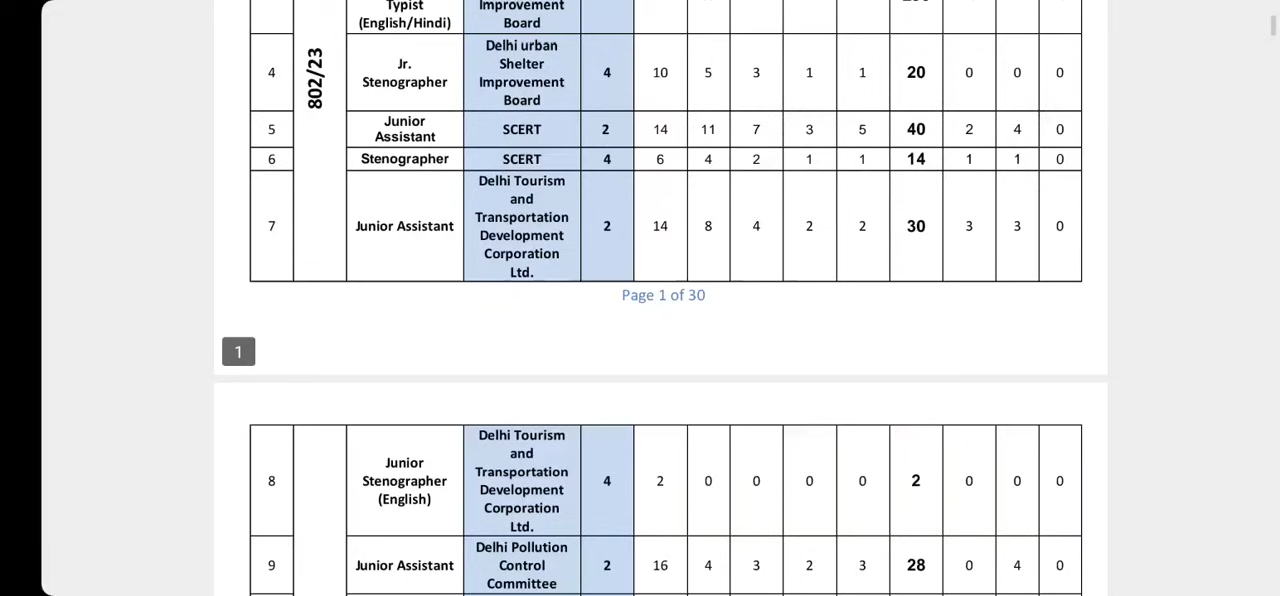 Typist
(English/Hindi)
Improvement
Board
802/23
4
Jr.
Stenographer
Delhi urban
Shelter
Improvement
Board
4 10 5 3 1 1 20 0 0 0
5
Junior
Assistant
SCERT 2 14 11 7 3 5 40 2 4 0
6 Stenographer SCERT 4 6 4 2 1 1 14 1 1 0
7 Junior Assistant
Delhi Tourism
and
Transportation
Development
Corporation
Ltd.
2 14 8 4 2 2 30 3 3 0
Page 1 of 30
1
8
Junior
Stenographer
(English)
Delhi Tourism
and
Transportation
Development
Corporation
Ltd.
4 2 0 0 0 0 2 0 0 0
9 Junior Assistant
Delhi Pollution
Control
Committee
2 16 4 3 2 3 28 0 4 0